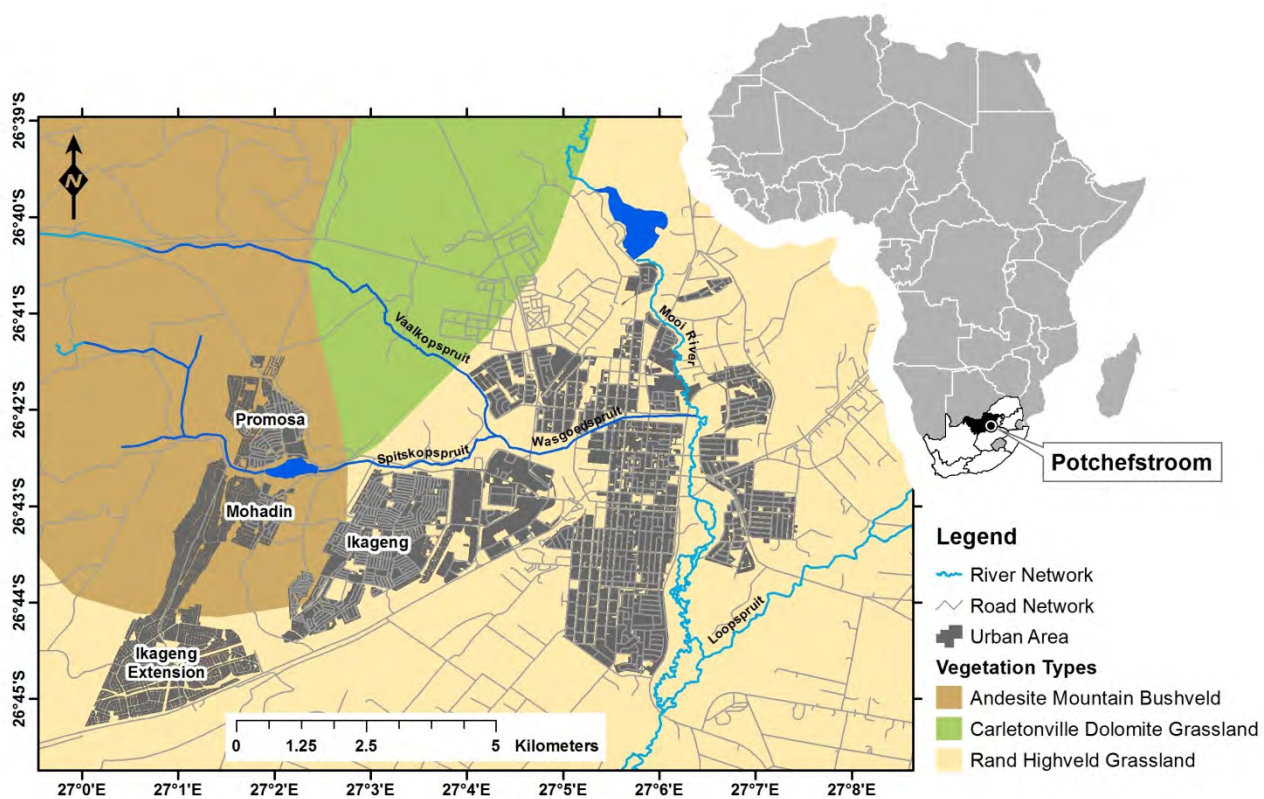 26°39'S
26°40'S
26°41'S
26°42'S
26°43'S
26°44'S
26°45'S
N
Vaalkopspruit
Mooi River
Promosa
Spitskopspruit
Wasgoedspruit
Mohadin
Ikageng
Loopspruit
Ikageng
Extension
0 1.25 2.5 5 Kilometers
27°0'E 27°1'E 27°2'E 27°3'E 27°4'E 27°5'E 27°6'E 27°7'E 27°8'E
Potchefstroom
Legend
River Network
Road Network
Urban Area
Vegetation Types
Andesite Mountain Bushveld
Carletonville Dolomite Grassland
Rand Highveld Grassland